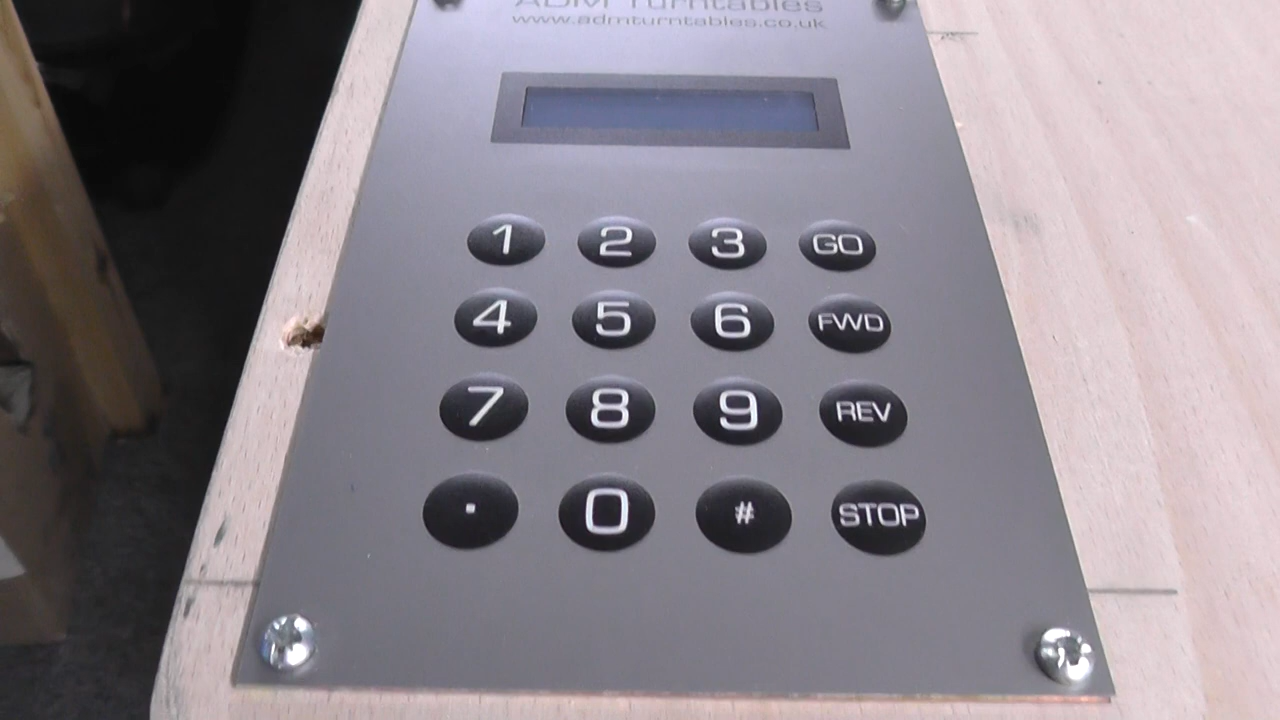 ADM Turntables
www.admturntables.co.uk
1 2 3 GO
4 5 6 FWD
7 8 9 REV
. 0 # STOP